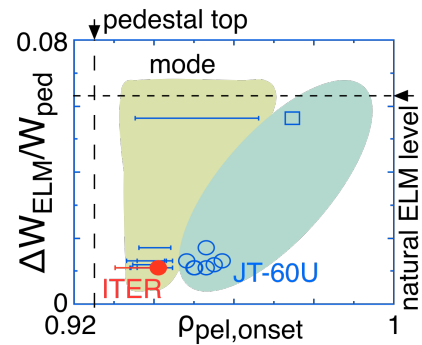 pedestal top
0.08
mode
ΔW_ELM/W_ped
natural ELM level
JT-60U
ITER
0
0.92
ρ_pel,onset
1